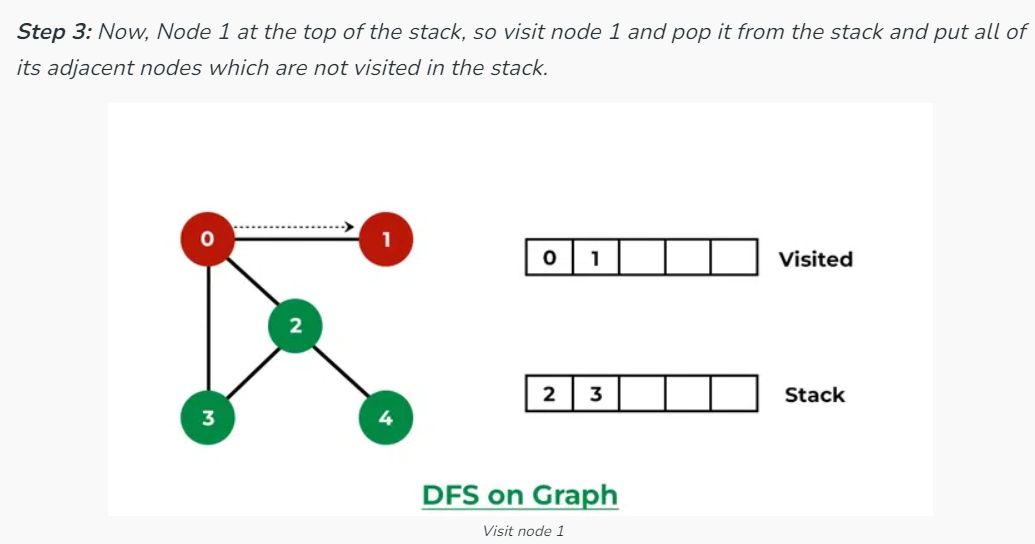 Step 3: Now, Node 1 at the top of the stack, so visit node 1 and pop it from the stack and put all of
its adjacent nodes which are not visited in the stack.
0
1
0 1
Visited
2
2 3
Stack
3
4
DFS on Graph
Visit node 1